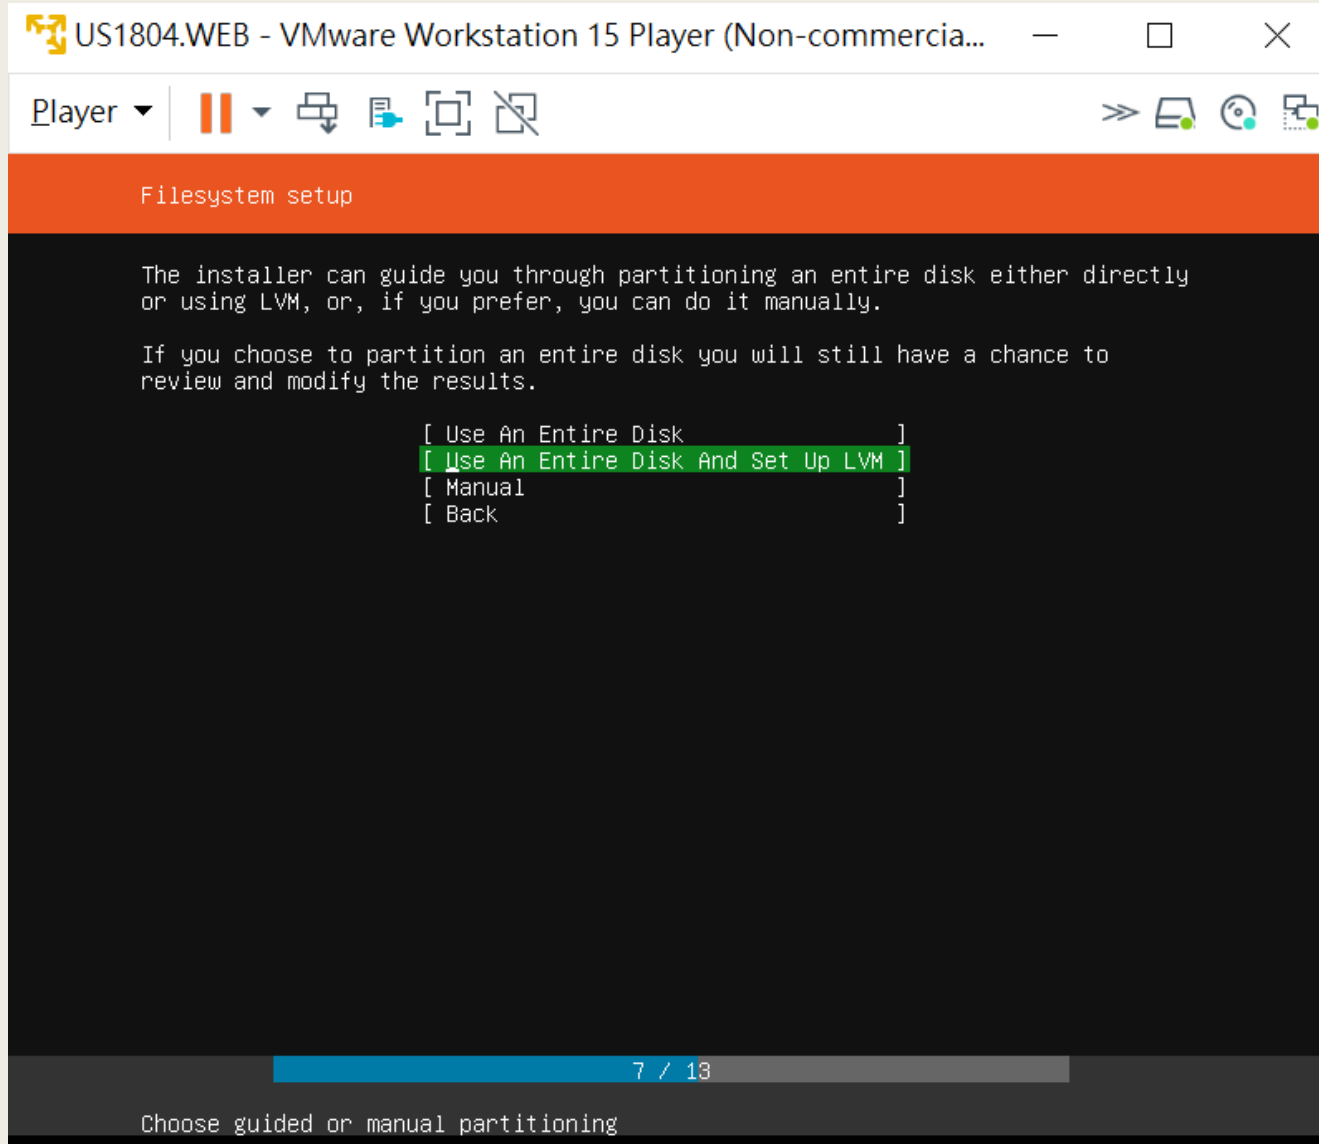 US1804.WEB - VMware Workstation 15 Player (Non-commercia...
Player
Filesystem setup
The installer can guide you through partitioning an entire disk either directly
or using LVM, or, if you prefer, you can do it manually.
If you choose to partition an entire disk you will still have a chance to
review and modify the results.
[ Use An Entire Disk ]
[ Use An Entire Disk And Set Up LVM ]
[ Manual ]
[ Back ]
7 / 13
Choose guided or manual partitioning